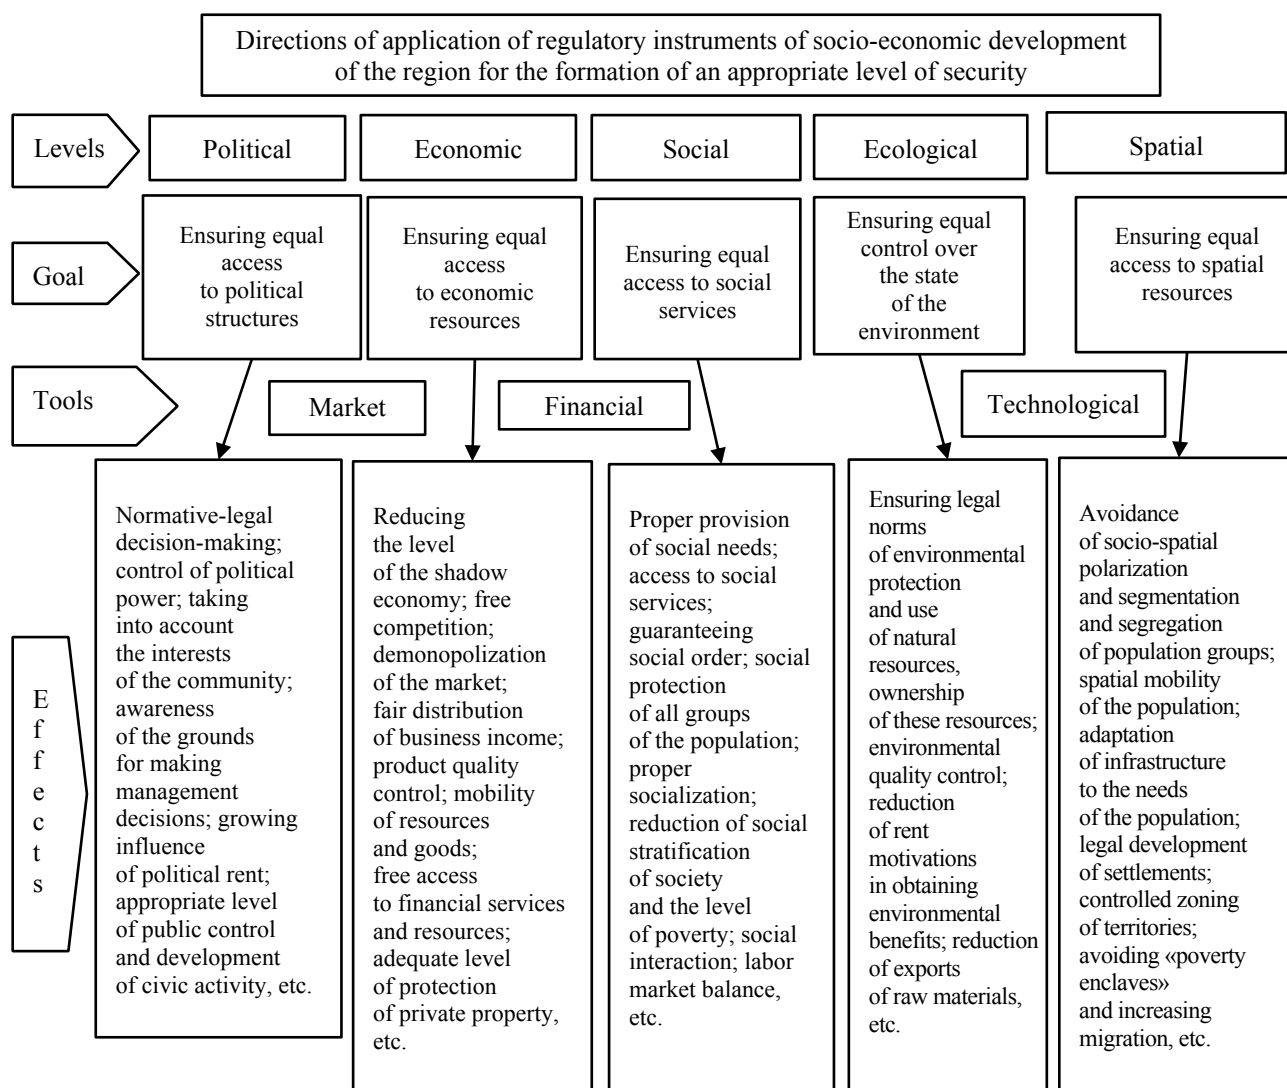 Directions of application of regulatory instruments of socio-economic development
of the region for the formation of an appropriate level of security
Levels
Political
Economic
Social
Ecological
Spatial
Goal
Ensuring equal
access
to political
structures
Ensuring equal
access
to economic
resources
Ensuring equal
access to social
services
Ensuring equal
control over
the state
of the
environment
Ensuring equal
access to spatial
resources
Tools
Market
Financial
Technological
Effects
Normative-legal
decision-making;
control of political
power; taking
into account
the interests
of the community;
awareness
of the grounds
for making
management
decisions; growing
influence
of political rent;
appropriate level
of public control
and development
of civic activity, etc.
Reducing
the level
of the shadow
economy; free
competition;
demonopolization
of the market;
fair distribution
of business income;
product quality
control; mobility
of resources
and goods;
free access
to financial services
and resources;
adequate level
of protection
of private property,
etc.
Proper provision
of social needs;
access to social
services;
guaranteeing
social order; social
protection
of all groups
of the population;
proper
socialization;
reduction of social
stratification
of society
and the level
of poverty; social
interaction; labor
market balance,
etc.
Ensuring legal
norms
of environmental
protection
and use
of natural
resources,
ownership
of these resources;
environmental
quality control;
reduction
of rent
motivations
in obtaining
environmental
benefits; reduction
of exports
of raw materials,
etc.
Avoidance
of socio-spatial
polarization
and segmentation
and segregation
of population groups;
spatial mobility
of the population;
adaptation
of infrastructure
to the needs
of the population;
legal development
of settlements;
controlled zoning
of territories;
avoiding «poverty
enclaves»
and increasing
migration, etc.